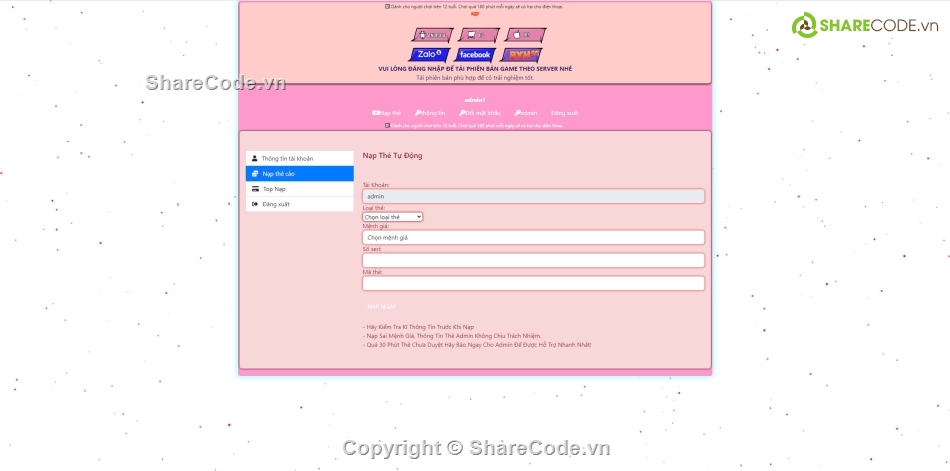 Dành cho người chơi trên 12 tuổi. Chơi quá 180 phút mỗi ngày sẽ có hại cho sức khỏe.
SHARECODE.vn
Zalo facebook
VUI LÒNG ĐĂNG NHẬP ĐỂ TẢI PHIÊN BẢN GAME THEO SERVER NHÉ
Tải phiên bản phù hợp để có trải nghiệm tốt.
ShareCode.vn
admin1
Nạp thẻ Thông tin Đổi mật khẩu admin Đăng xuất
Dành cho người chơi trên 12 tuổi. Chơi quá 180 phút mỗi ngày sẽ có hại cho sức khỏe.
Thông tin tài khoản
Nạp thẻ cào
Top Nạp
Đăng xuất
Nạp Thẻ Tự Động
Tài Khoản:
admin
Loại thẻ:
Chọn loại thẻ
Mệnh giá:
Chọn mệnh giá
Số seri:
Mã thẻ:
NẠP NGAY
- Hãy Kiểm Tra Kĩ Thông Tin Trước Khi Nạp
- Nạp Sai Mệnh Giá, Thông Tin Thẻ Admin Không Chịu Trách Nhiệm.
- Quá 30 Phút Thẻ Chưa Duyệt Hãy Báo Ngay Cho Admin Để Được Hỗ Trợ Nhanh Nhất!
Copyright © ShareCode.vn